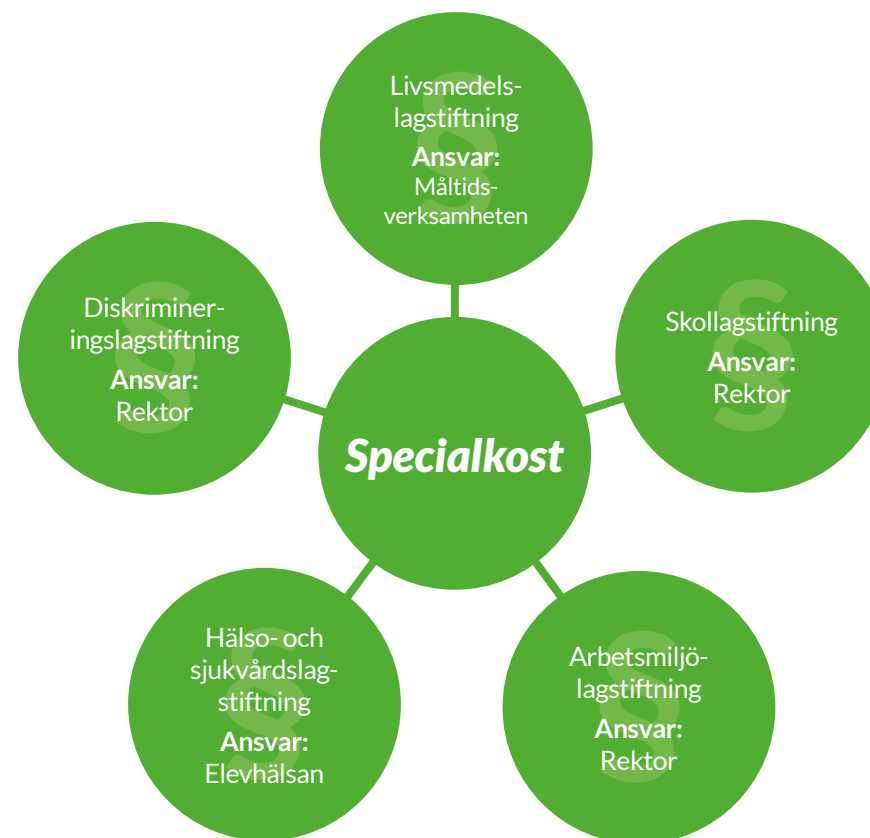 Livsmedels-
lagstiftning
Ansvar:
Måltids-
verksamheten
Diskriminer-
ingslagstiftning
Ansvar:
Rektor
Skollagstiftning
Ansvar:
Rektor
Specialkost
Hälso- och
sjukvårdslag-
stiftning
Ansvar:
Elevhälsan
Arbetsmiljö-
lagstiftning
Ansvar:
Rektor